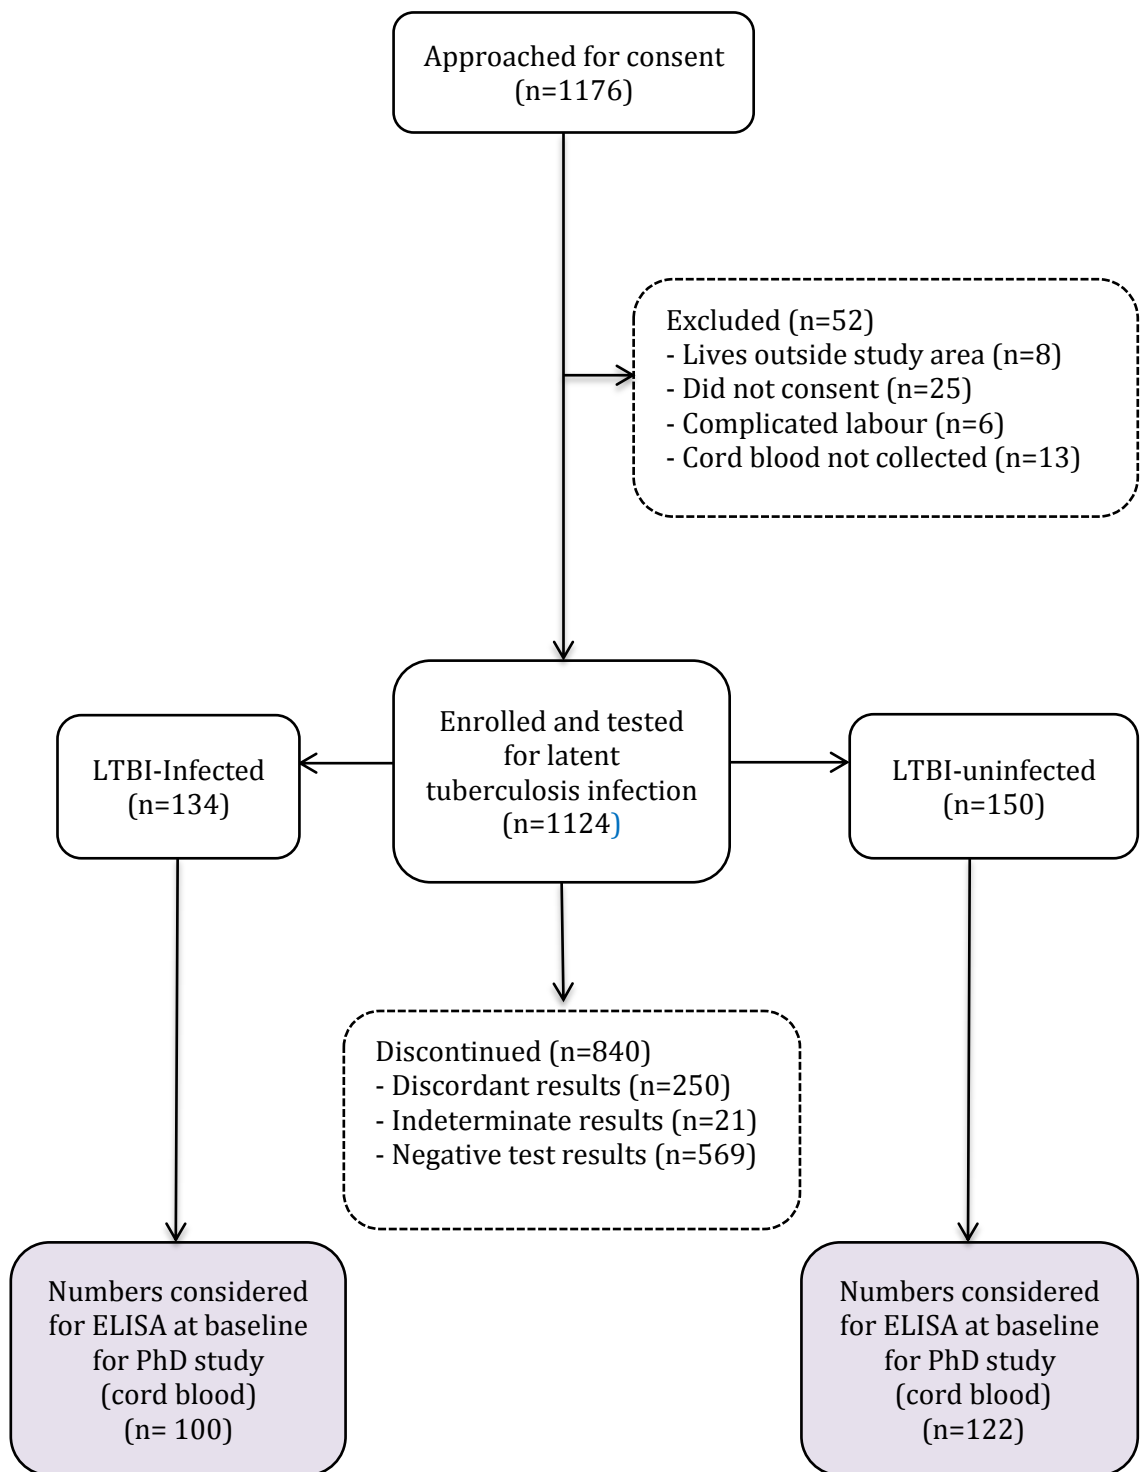 Approached for consent
(n=1176)
Excluded (n=52)
- Lives outside study area (n=8)
- Did not consent (n=25)
- Complicated labour (n=6)
- Cord blood not collected (n=13)
Enrolled and tested
for latent
tuberculosis infection
(n=1124)
LTBI-Infected
(n=134)
LTBI-uninfected
(n=150)
Discontinued (n=840)
- Discordant results (n=250)
- Indeterminate results (n=21)
- Negative test results (n=569)
Numbers considered
for ELISA at baseline
for PhD study
(cord blood)
(n= 100)
Numbers considered
for ELISA at baseline
for PhD study
(cord blood)
(n=122)